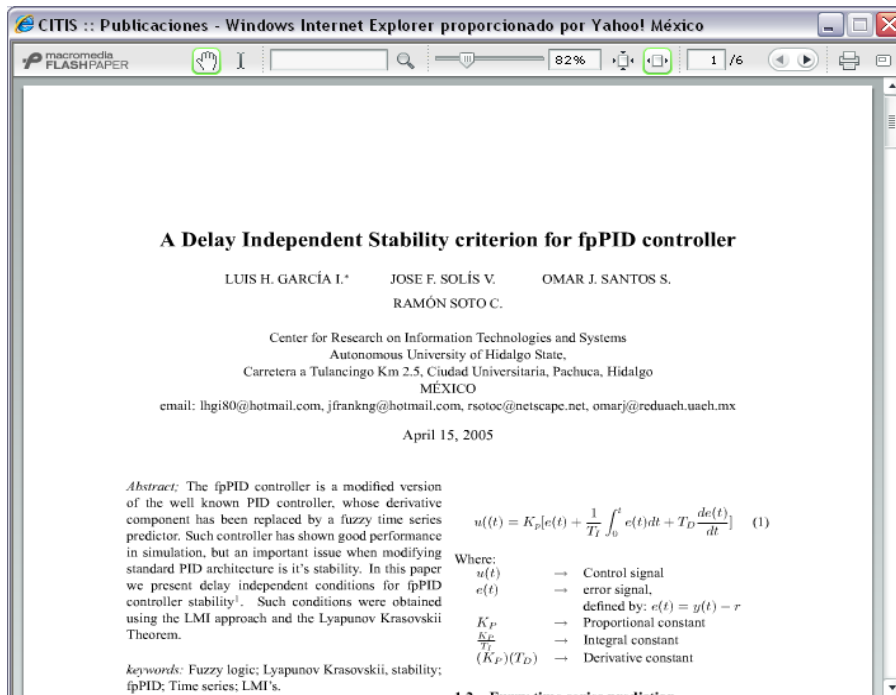 CITIS :: Publicaciones - Windows Internet Explorer proporcionado por Yahoo! México
macromedia
FLASHPAPER
82%
1 /6
A Delay Independent Stability criterion for fpPID controller
LUIS H. GARCÍA I.* JOSE F. SOLÍS V. OMAR J. SANTOS S.
RAMÓN SOTO C.
Center for Research on Information Technologies and Systems
Autonomous University of Hidalgo State,
Carretera a Tulancingo Km 2.5, Ciudad Universitaria, Pachuca, Hidalgo
MÉXICO
email: lhgi80@hotmail.com, jfrankng@hotmail.com, rsotoc@netscape.net, omarj@reduaeh.uaeh.mx
April 15, 2005
Abstract; The fpPID controller is a modified version
of the well known PID controller, whose derivative
component has been replaced by a fuzzy time series
predictor. Such controller has shown good performance
in simulation, but an important issue when modifying
standard PID architecture is it's stability. In this paper
we present delay independent conditions for fpPID
controller stability¹. Such conditions were obtained
using the LMI approach and the Lyapunov Krasovskii
Theorem.
keywords: Fuzzy logic; Lyapunov Krasovskii, stability;
fpPID; Time series; LMI's.
u((t) = K_p[e(t) + \frac{1}{T_I} \int_0^t e(t)dt + T_D \frac{de(t)}{dt}] (1)
Where:
u(t) → Control signal
e(t) → error signal,
defined by: e(t) = y(t) − r
K_P → Proportional constant
\frac{K_P}{T_I} → Integral constant
(K_P)(T_D) → Derivative constant